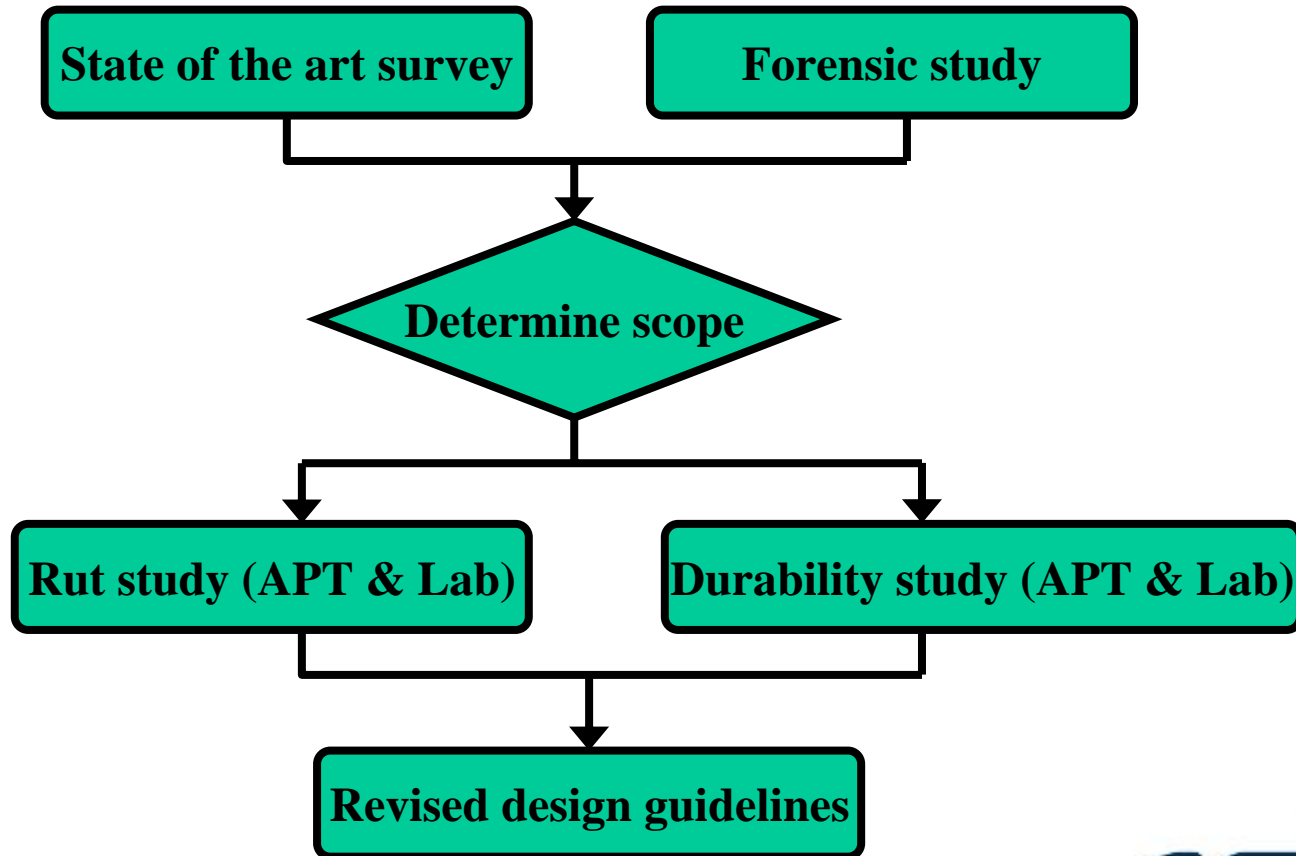 State of the art survey
Forensic study
Determine scope
Rut study (APT & Lab)
Durability study (APT & Lab)
Revised design guidelines